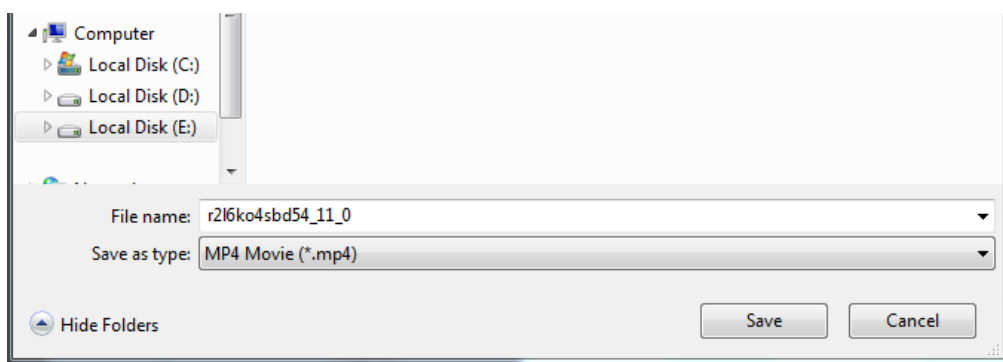 Computer
Local Disk (C:)
Local Disk (D:)
Local Disk (E:)
File name: r2l6ko4sbd54_11_0
Save as type: MP4 Movie (*.mp4)
Hide Folders
Save
Cancel